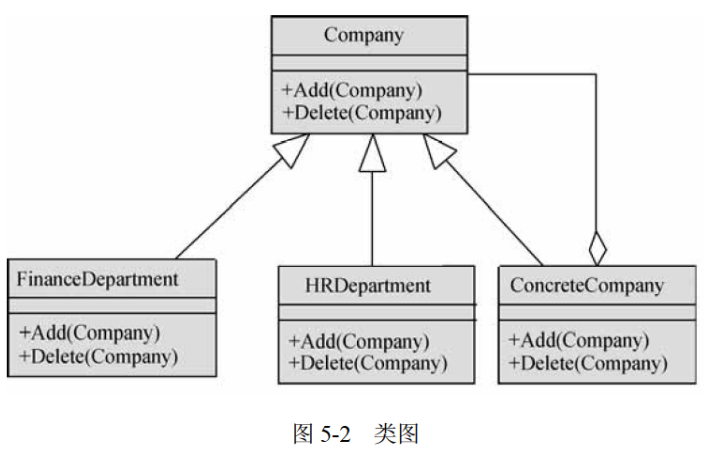 Company
+Add(Company)
+Delete(Company)
FinanceDepartment
+Add(Company)
+Delete(Company)
HRDepartment
+Add(Company)
+Delete(Company)
ConcreteCompany
+Add(Company)
+Delete(Company)
图 5-2 类图